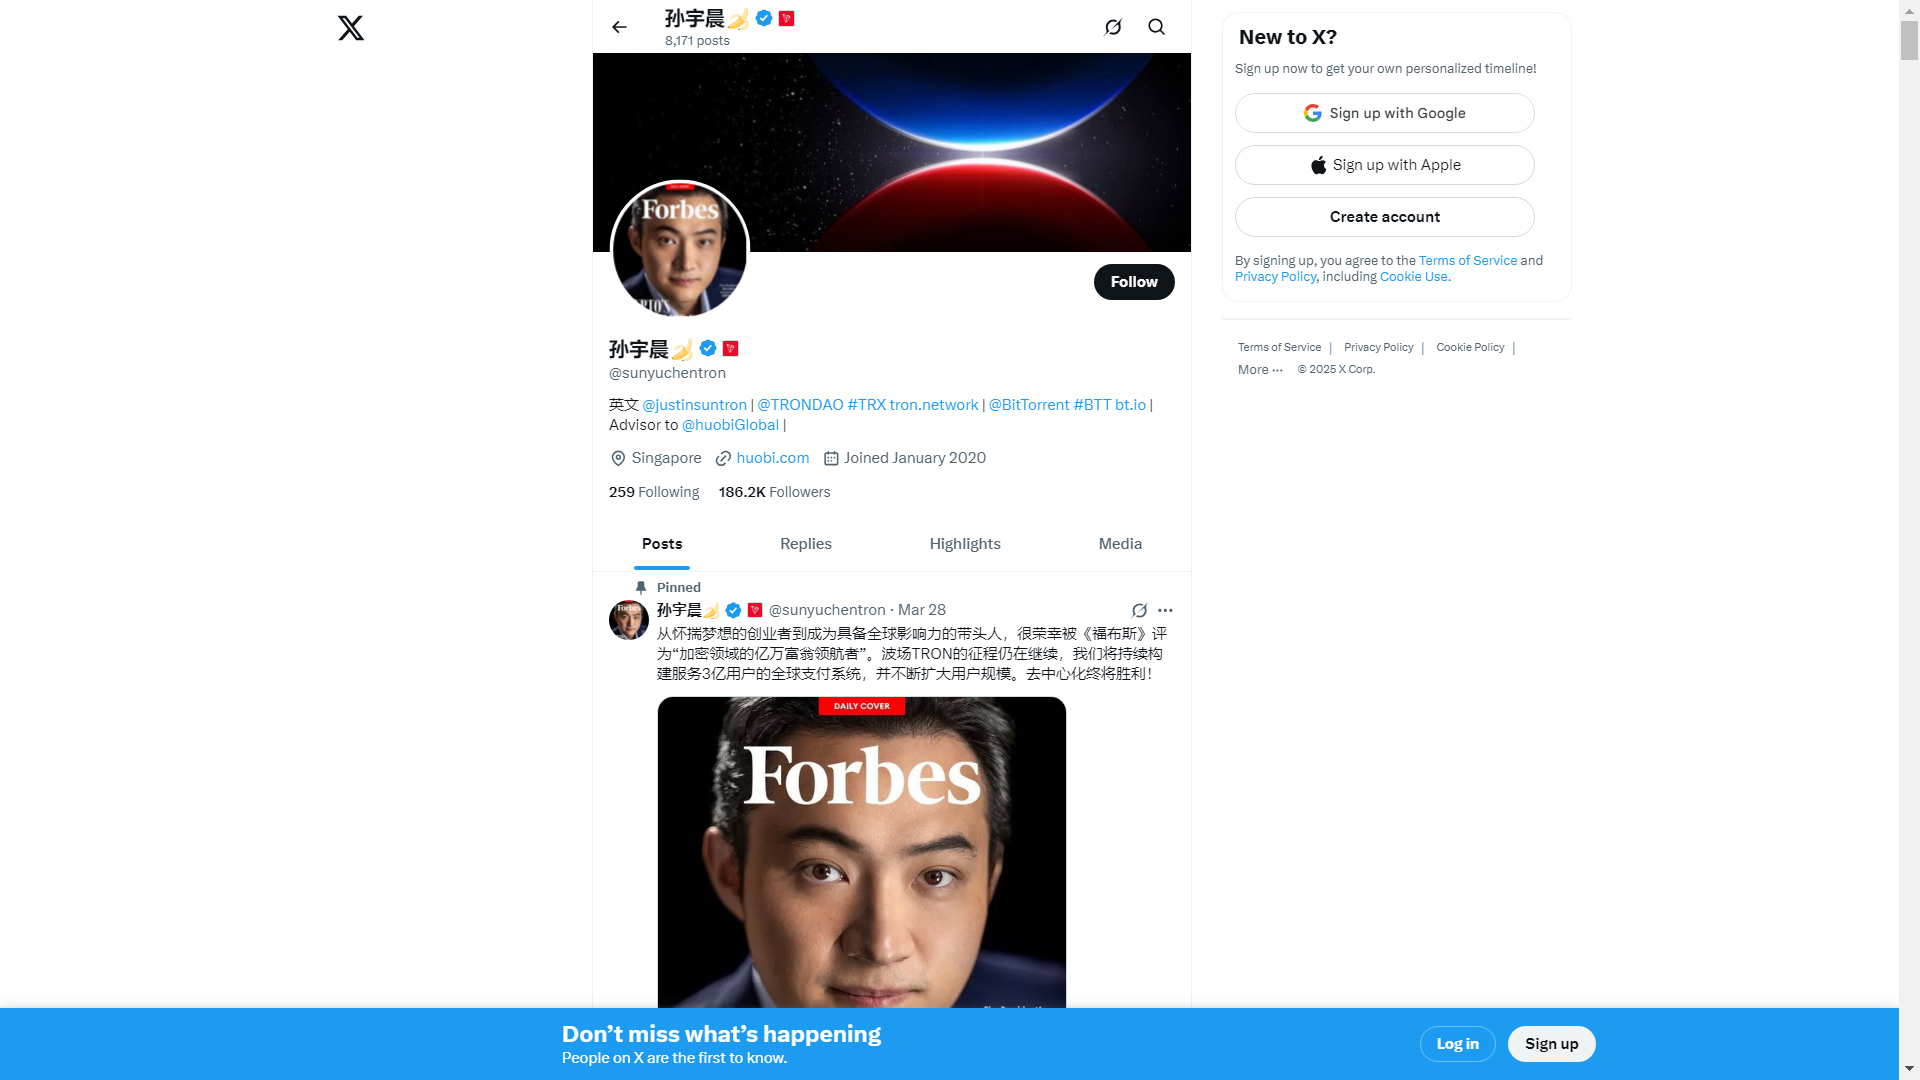 孙宇晨🍌
8,171 posts
Forbes
Follow
孙宇晨🍌
@sunyuchentron
英文 @justinsuntron | @TRONDAO #TRX tron.network | @BitTorrent #BTT bt.io |
Advisor to @huobiGlobal |
Singapore huobi.com Joined January 2020
259 Following 186.2K Followers
Posts Replies Highlights Media
Pinned
孙宇晨🍌 @sunyuchentron · Mar 28
从怀揣梦想的创业者到成为具备全球影响力的带头人，很荣幸被《福布斯》评
为“加密领域的亿万富翁领航者”。波场TRON的征程仍在继续，我们将持续构
建服务3亿用户的全球支付系统，并不断扩大用户规模。去中心化终将胜利！
DAILY COVER
Forbes
New to X?
Sign up now to get your own personalized timeline!
Sign up with Google
Sign up with Apple
Create account
By signing up, you agree to the Terms of Service and
Privacy Policy, including Cookie Use.
Terms of Service | Privacy Policy | Cookie Policy |
More ··· © 2025 X Corp.
Don’t miss what’s happening
People on X are the first to know.
Log in
Sign up